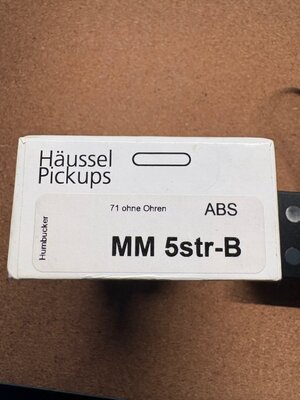 Häussel
Pickups
71 ohne Ohren
ABS
Humbucker
MM 5str-B